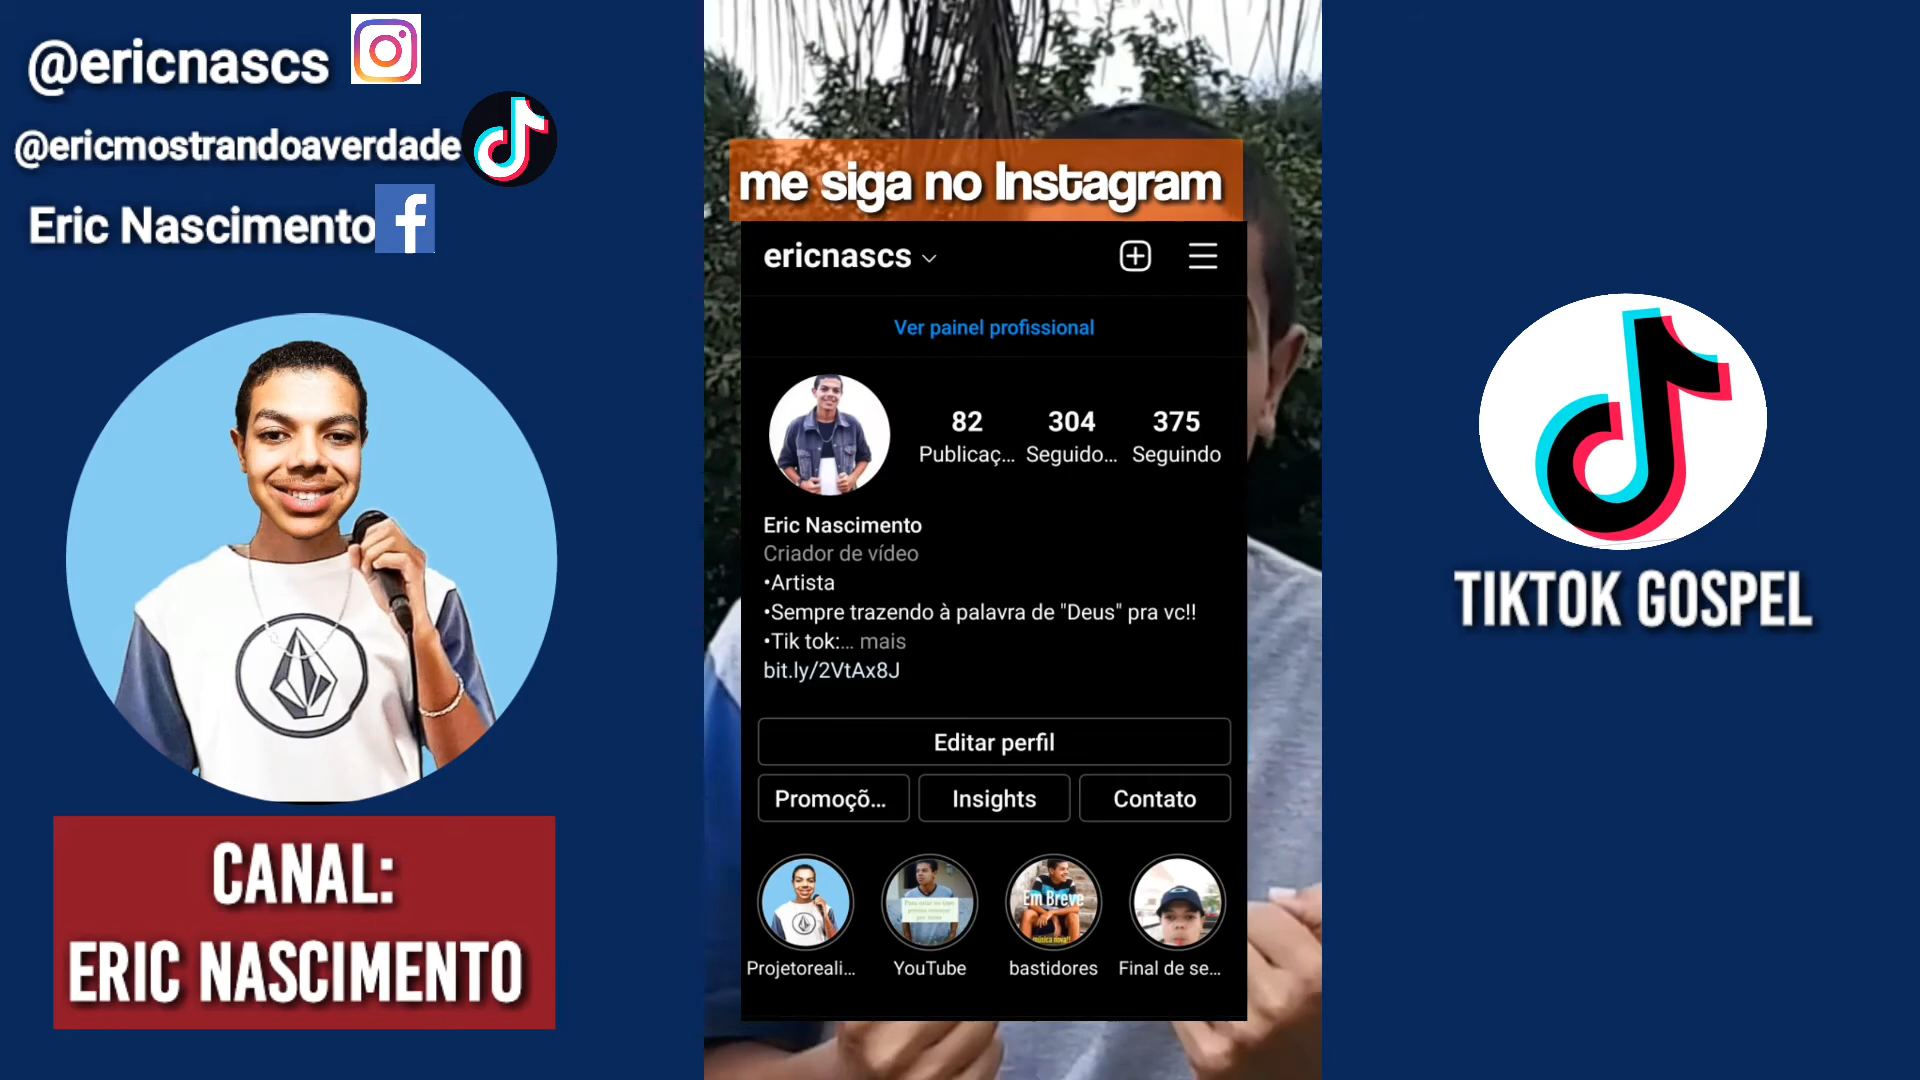 @ericnascs
@ericmostrandoaverdade
Eric Nascimento
CANAL:
ERIC NASCIMENTO
me siga no Instagram
ericnascs
Ver painel profissional
82 304 375
Publicaç... Seguido... Seguindo
Eric Nascimento
Criador de vídeo
•Artista
•Sempre trazendo à palavra de "Deus" pra vc!!
•Tik tok:... mais
bit.ly/2VtAx8J
Editar perfil
Promoçõ... Insights Contato
Em Breve
música nova!!
Projetoreali... YouTube bastidores Final de se...
TIKTOK GOSPEL